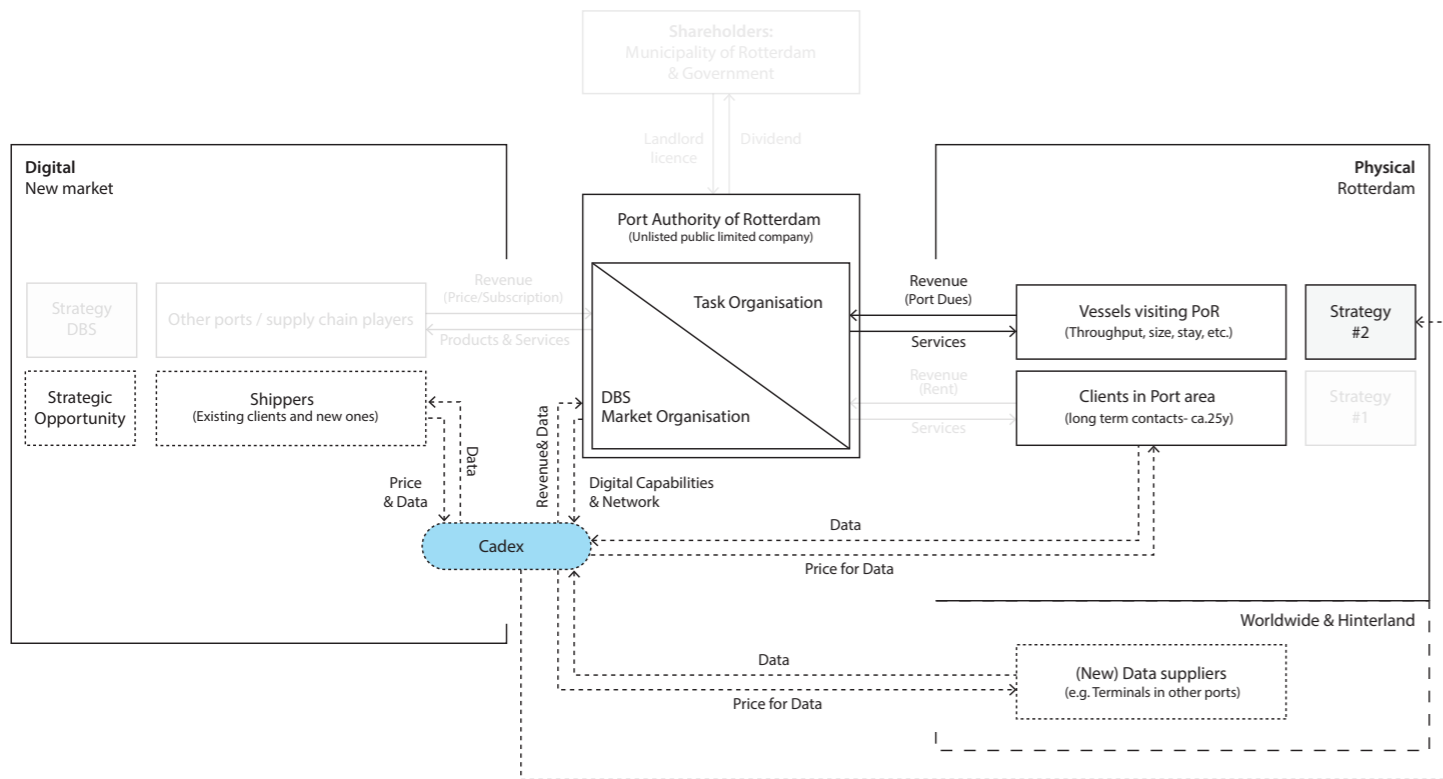 Shareholders:
Municipality of Rotterdam
& Government
Landlord
licence
Dividend
Digital
New market
Physical
Rotterdam
Port Authority of Rotterdam
(Unlisted public limited company)
Task Organisation
DBS
Market Organisation
Strategy
DBS
Other ports / supply chain players
Revenue
(Price/Subscription)
Products & Services
Strategic
Opportunity
Shippers
(Existing clients and new ones)
Revenue
(Port Dues)
Services
Vessels visiting PoR
(Throughput, size, stay, etc.)
Strategy
#2
Revenue
(Rent)
Services
Clients in Port area
(long term contacts- ca.25y)
Strategy
#1
Price
& Data
Data
Revenue& Data
Digital Capabilities
& Network
Cadex
Data
Price for Data
Worldwide & Hinterland
Data
Price for Data
(New) Data suppliers
(e.g. Terminals in other ports)